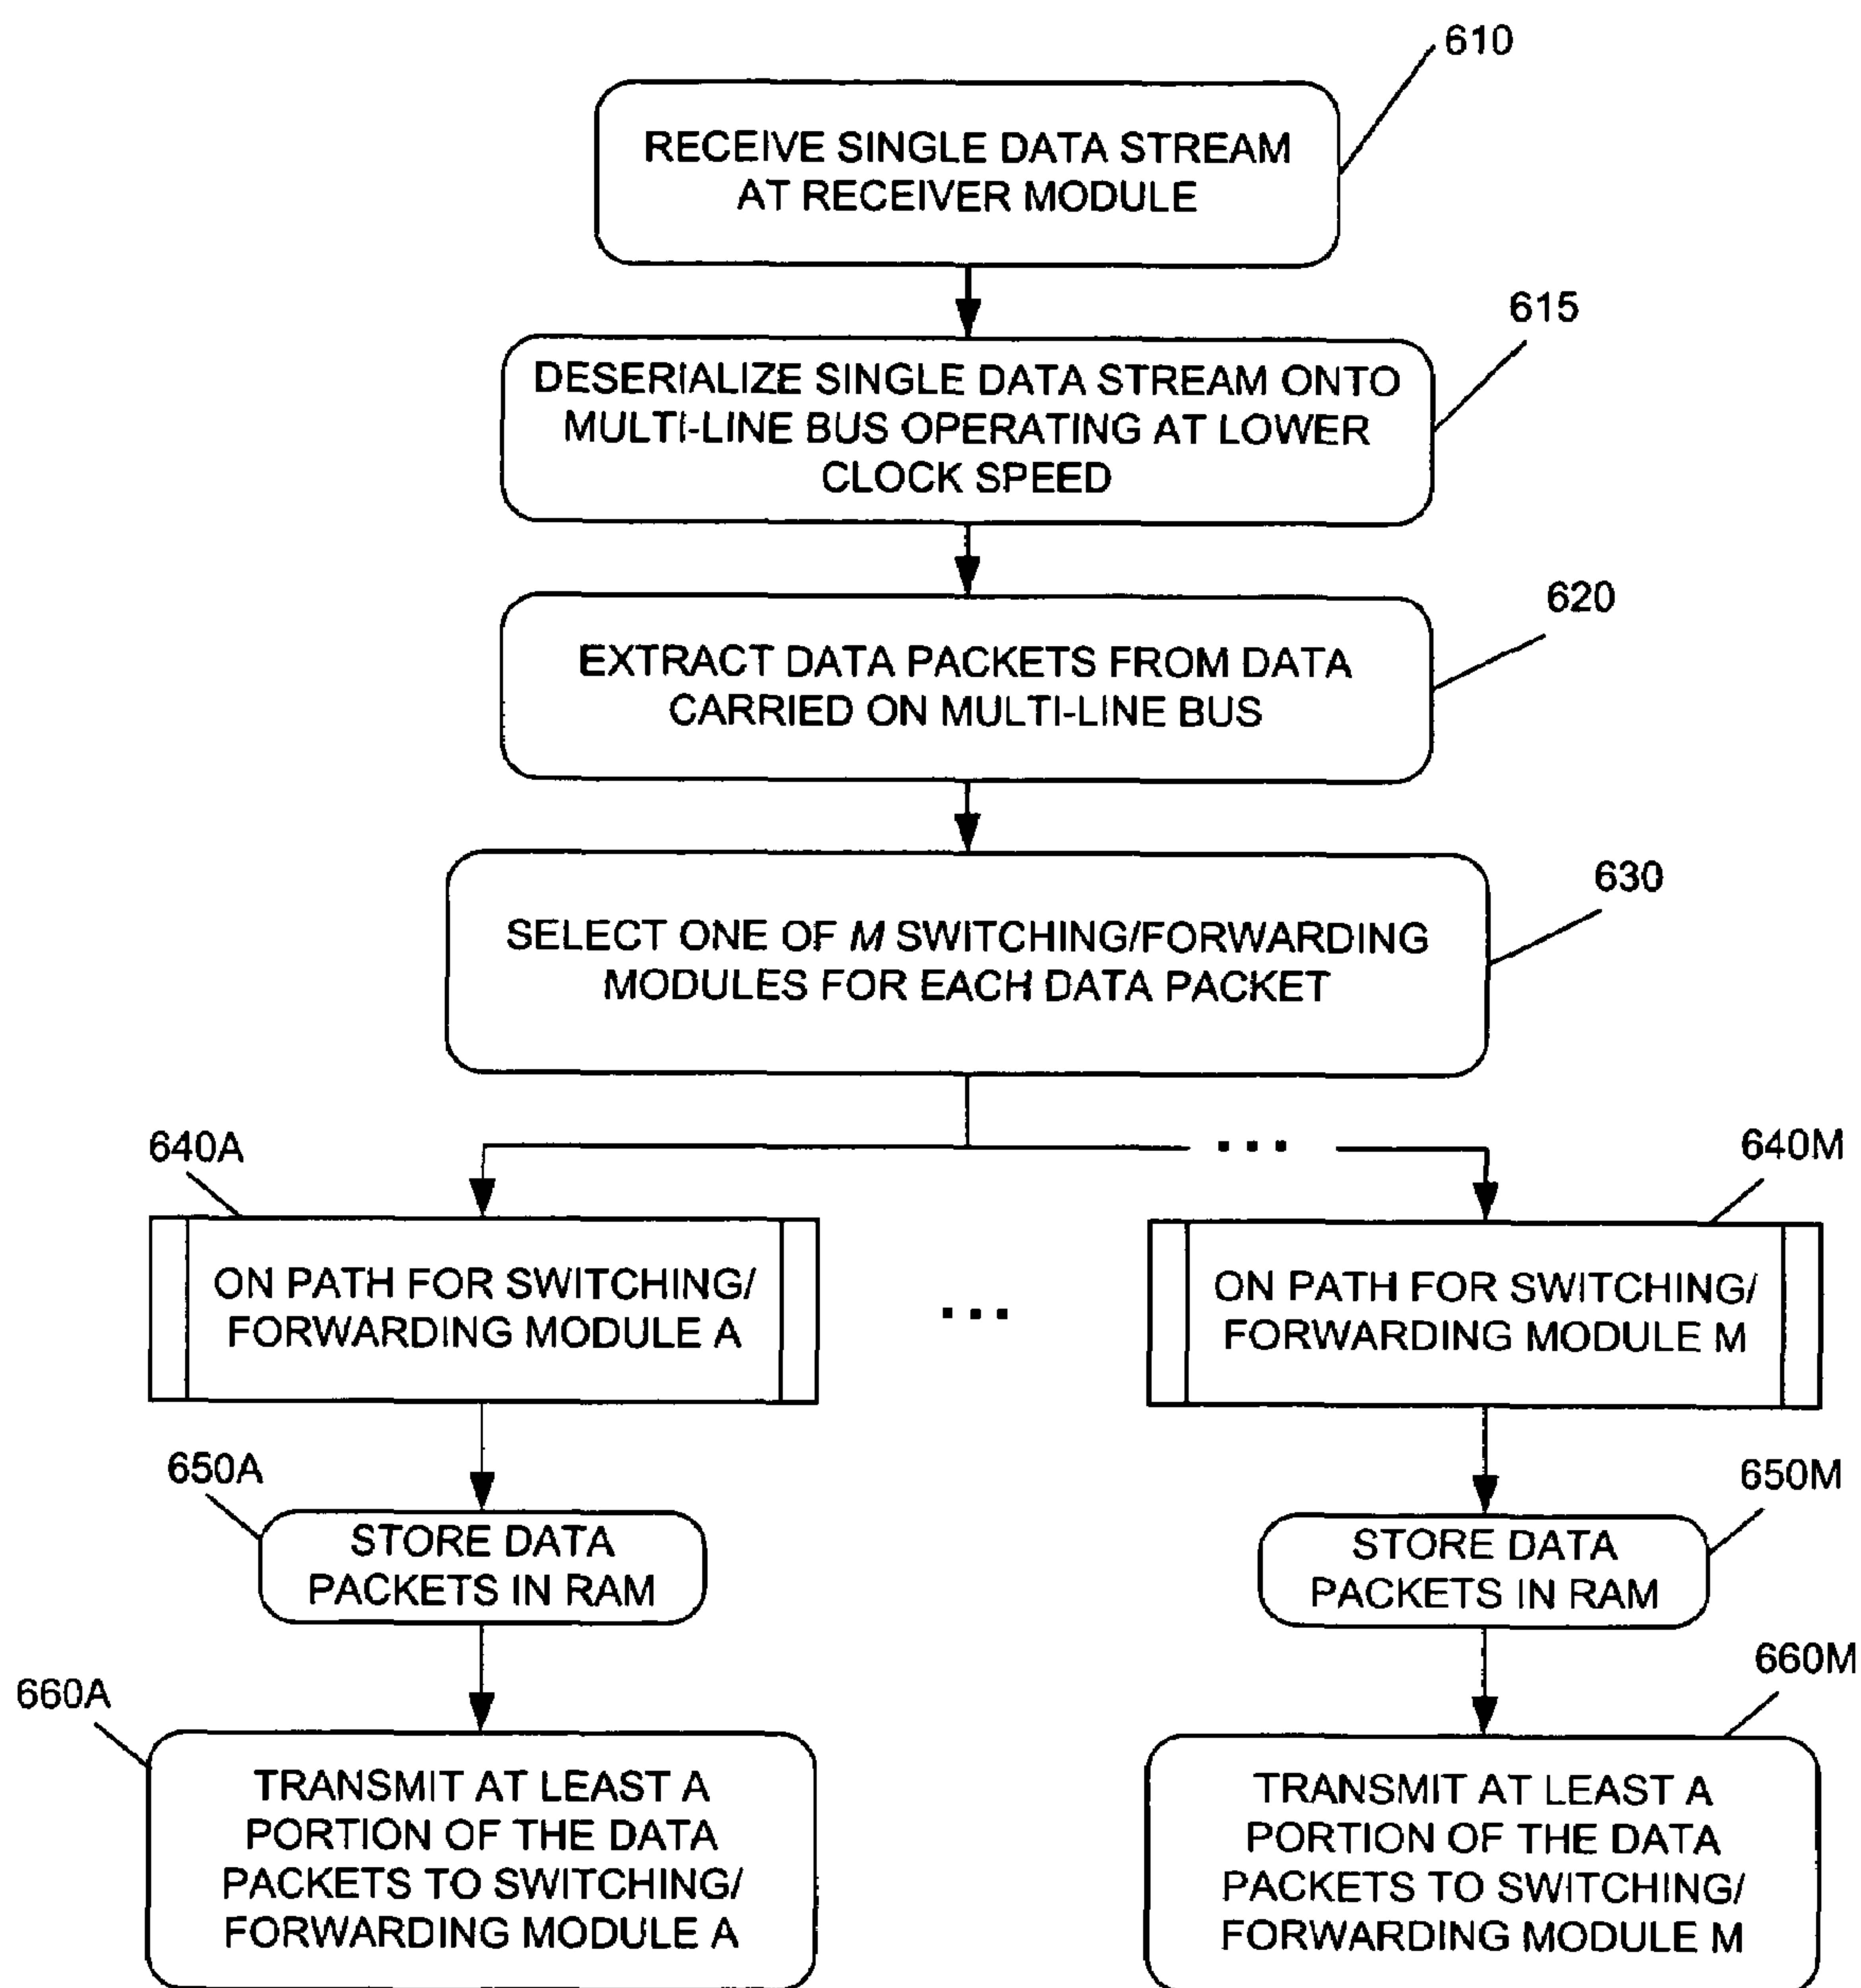 610
RECEIVE SINGLE DATA STREAM
AT RECEIVER MODULE
615
DESERIALIZE SINGLE DATA STREAM ONTO
MULTI-LINE BUS OPERATING AT LOWER
CLOCK SPEED
620
EXTRACT DATA PACKETS FROM DATA
CARRIED ON MULTI-LINE BUS
630
SELECT ONE OF M SWITCHING/FORWARDING
MODULES FOR EACH DATA PACKET
...
640A
640M
ON PATH FOR SWITCHING/
FORWARDING MODULE A
...
ON PATH FOR SWITCHING/
FORWARDING MODULE M
650A
650M
STORE DATA
PACKETS IN RAM
STORE DATA
PACKETS IN RAM
660A
660M
TRANSMIT AT LEAST A
PORTION OF THE DATA
PACKETS TO SWITCHING/
FORWARDING MODULE A
TRANSMIT AT LEAST A
PORTION OF THE DATA
PACKETS TO SWITCHING/
FORWARDING MODULE M